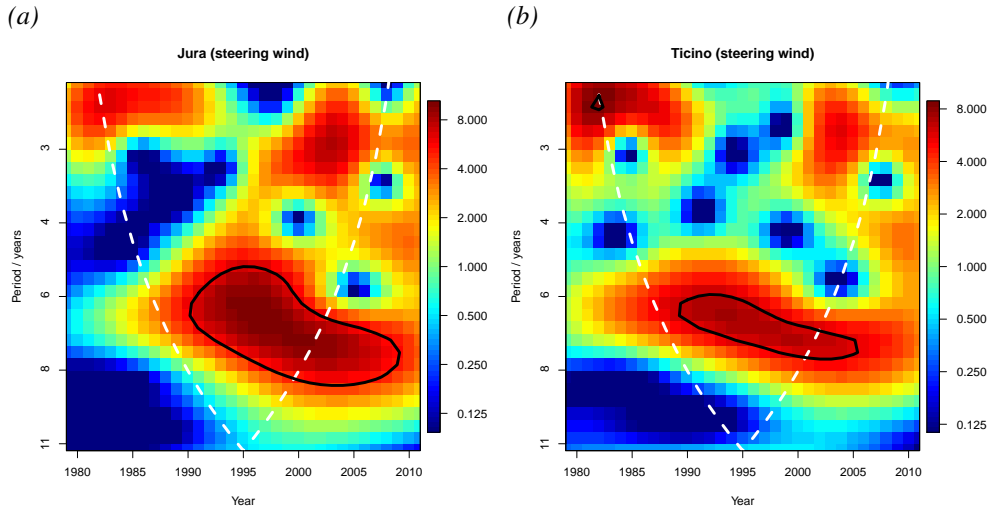 (a)
Jura (steering wind)
Period / years
3
4
6
8
11
1980 1985 1990 1995 2000 2005 2010
Year
8.000
4.000
2.000
1.000
0.500
0.250
0.125
(b)
Ticino (steering wind)
Period / years
3
4
6
8
11
1980 1985 1990 1995 2000 2005 2010
Year
8.000
4.000
2.000
1.000
0.500
0.250
0.125